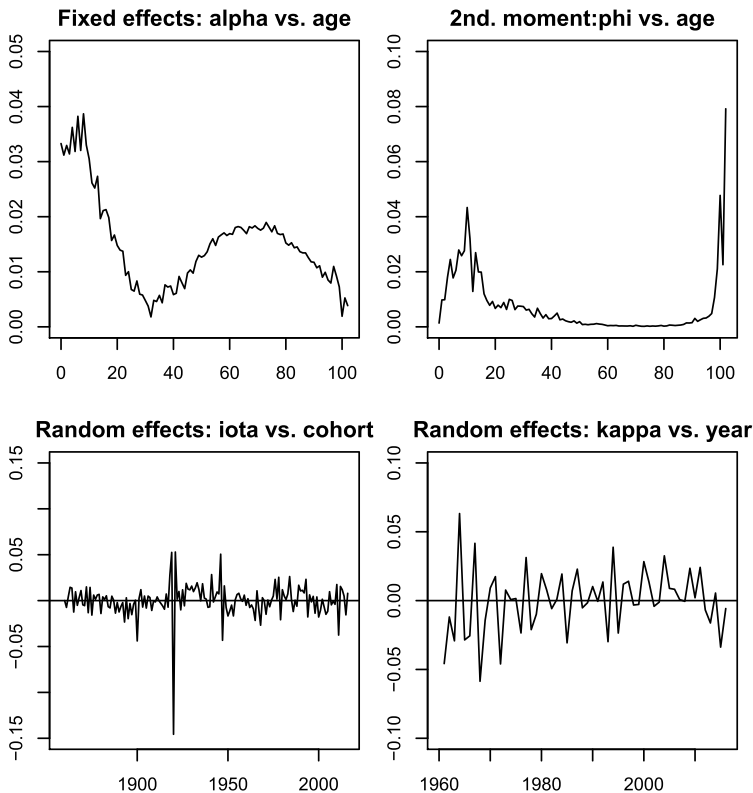 Fixed effects: alpha vs. age
0.05
0.04
0.03
0.02
0.01
0.00
0 20 40 60 80 100
2nd. moment:phi vs. age
0.10
0.08
0.06
0.04
0.02
0.00
0 20 40 60 80 100
Random effects: iota vs. cohort
0.15
0.05
−0.05
−0.15
1900 1950 2000
Random effects: kappa vs. year
0.10
0.05
0.00
−0.05
−0.10
1960 1980 2000